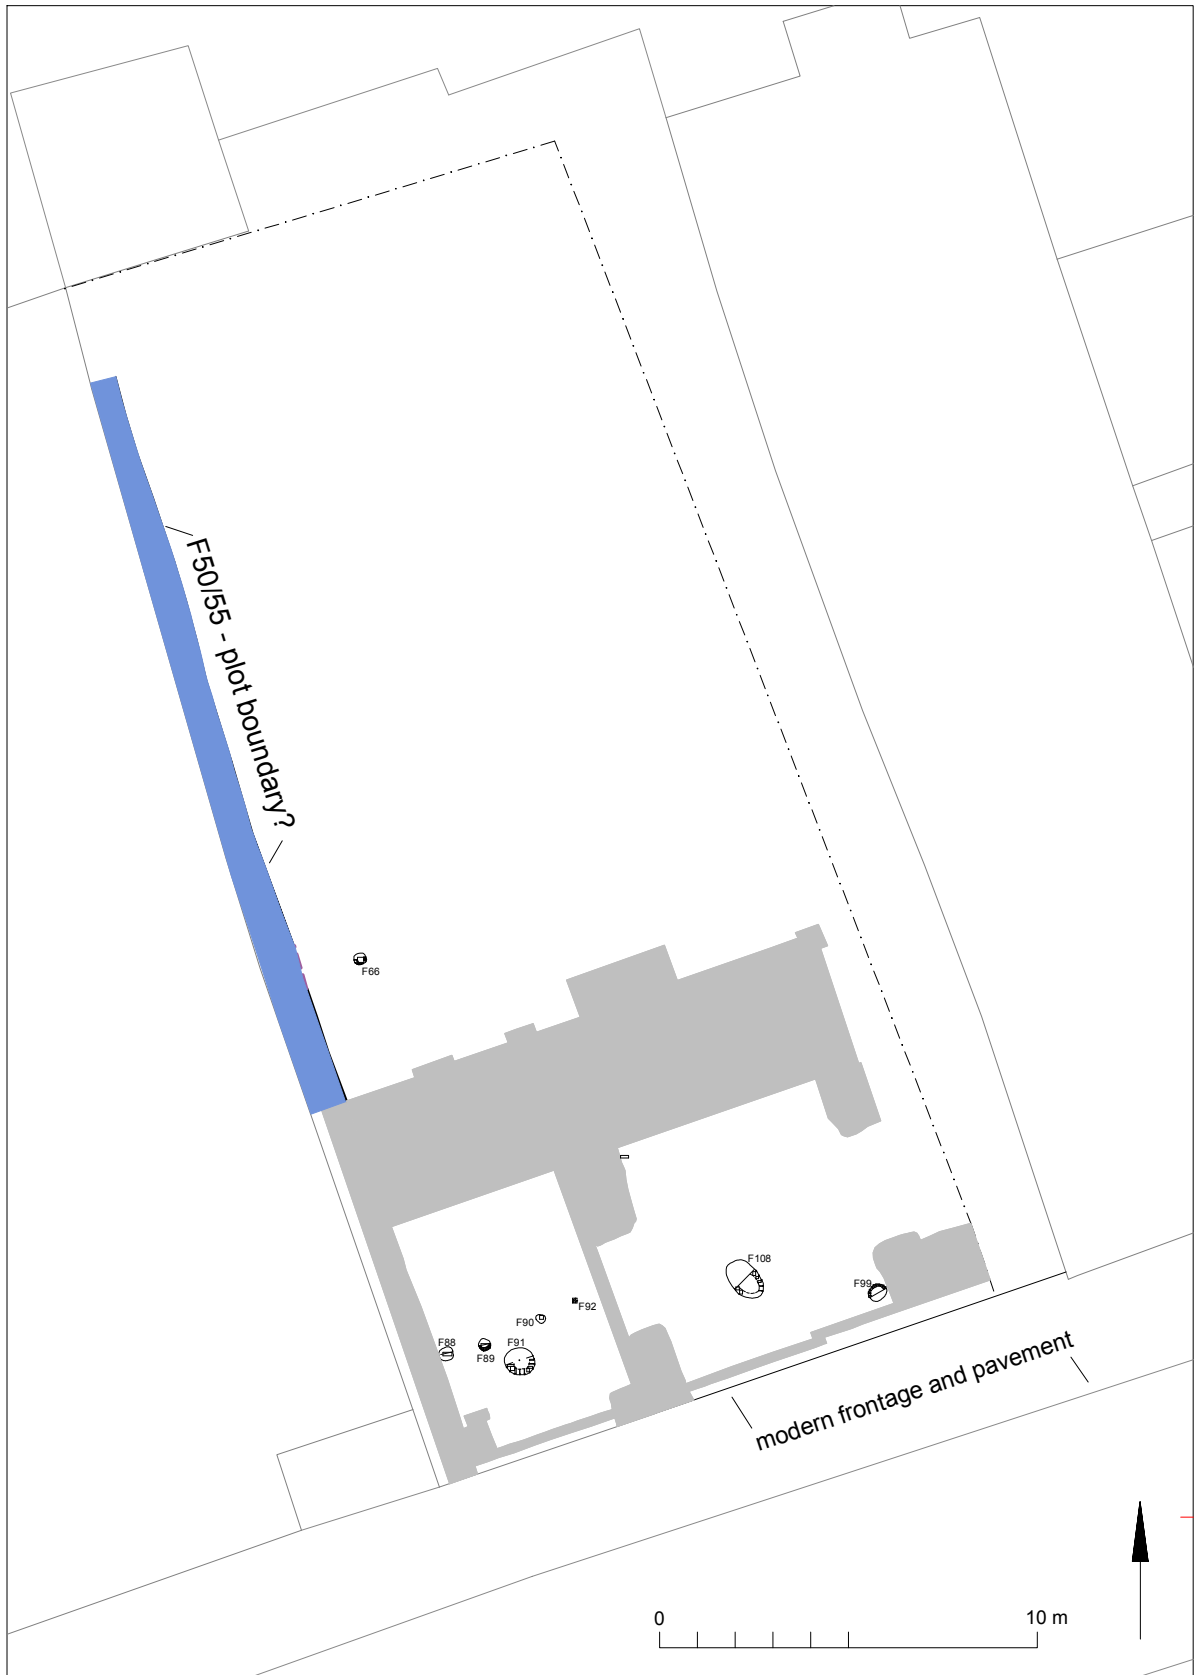 F50/55 - plot boundary?
F66
F108
F99
F92
F90
F88
F89
F91
modern frontage and pavement
0
10 m